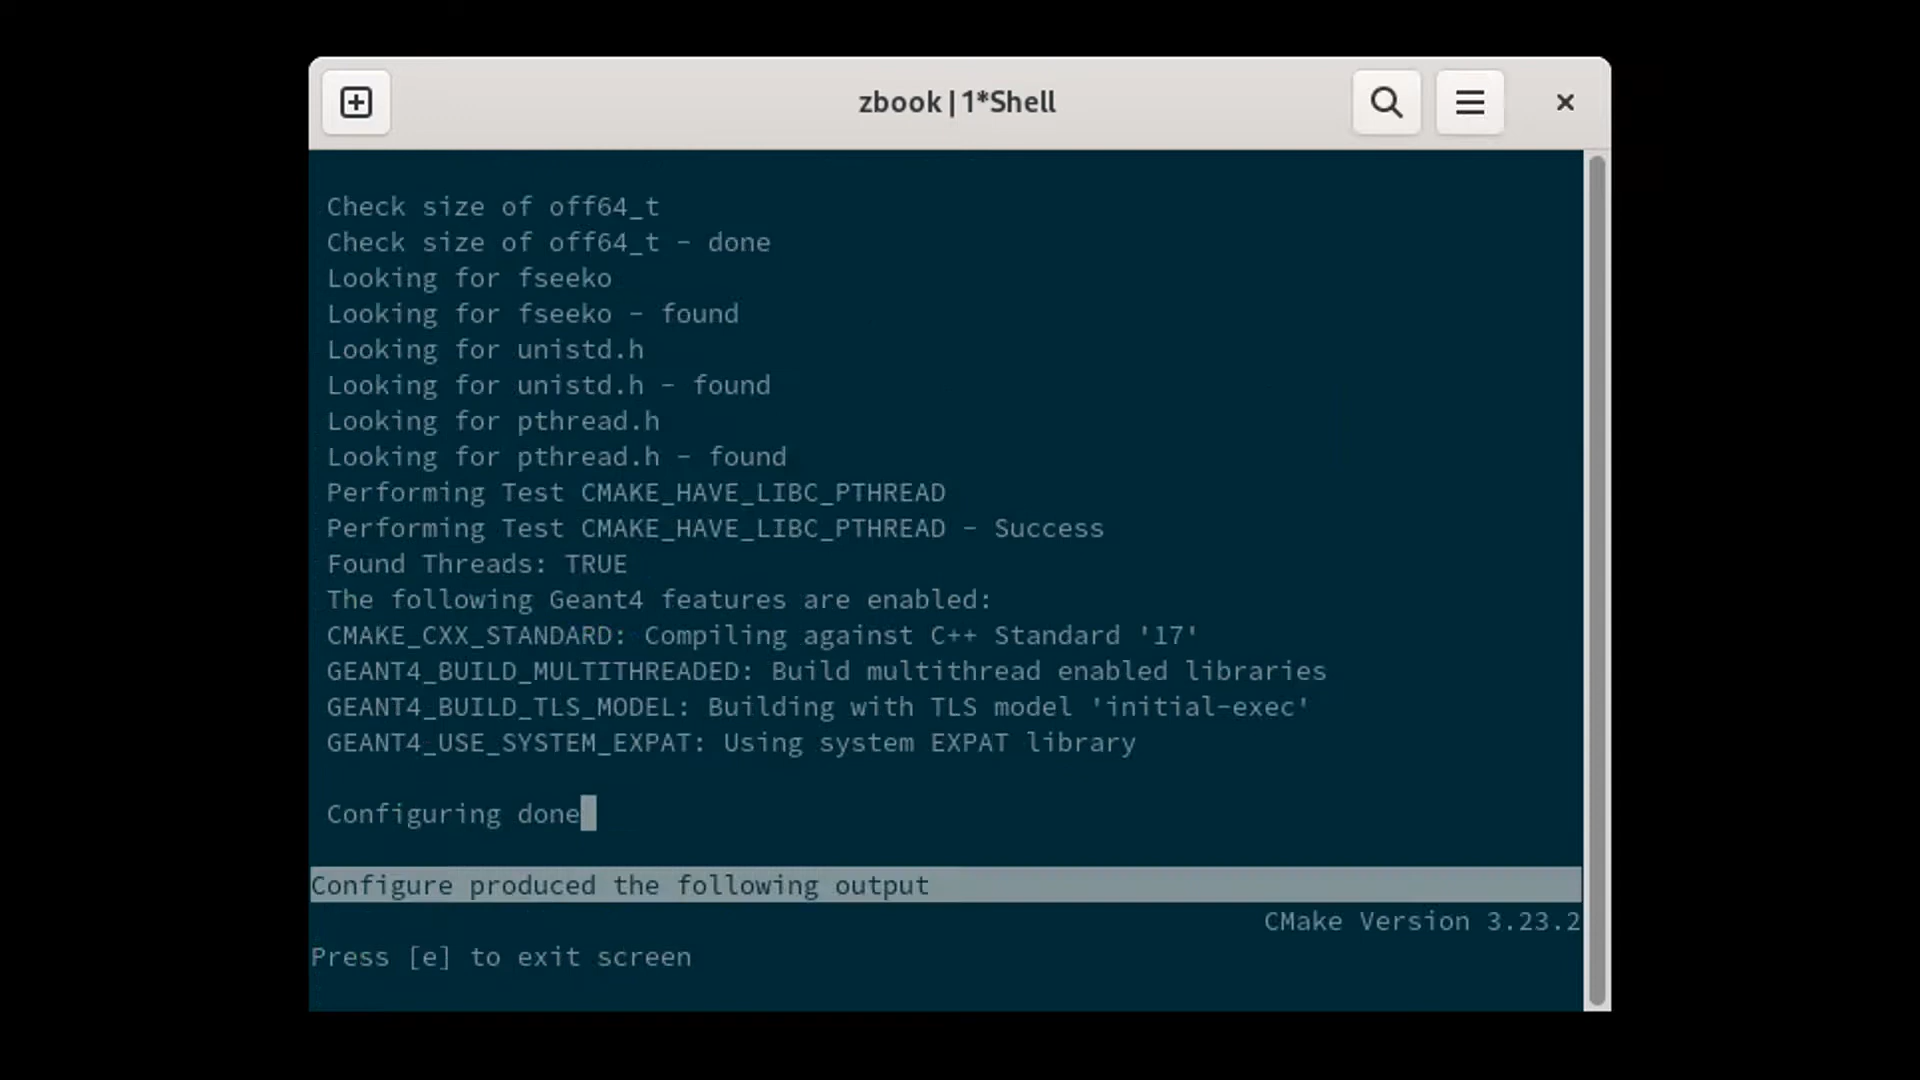 zbook | 1*Shell
Check size of off64_t
Check size of off64_t - done
Looking for fseeko
Looking for fseeko - found
Looking for unistd.h
Looking for unistd.h - found
Looking for pthread.h
Looking for pthread.h - found
Performing Test CMAKE_HAVE_LIBC_PTHREAD
Performing Test CMAKE_HAVE_LIBC_PTHREAD - Success
Found Threads: TRUE
The following Geant4 features are enabled:
CMAKE_CXX_STANDARD: Compiling against C++ Standard '17'
GEANT4_BUILD_MULTITHREADED: Build multithread enabled libraries
GEANT4_BUILD_TLS_MODEL: Building with TLS model 'initial-exec'
GEANT4_USE_SYSTEM_EXPAT: Using system EXPAT library
Configuring done
Configure produced the following output
CMake Version 3.23.2
Press [e] to exit screen